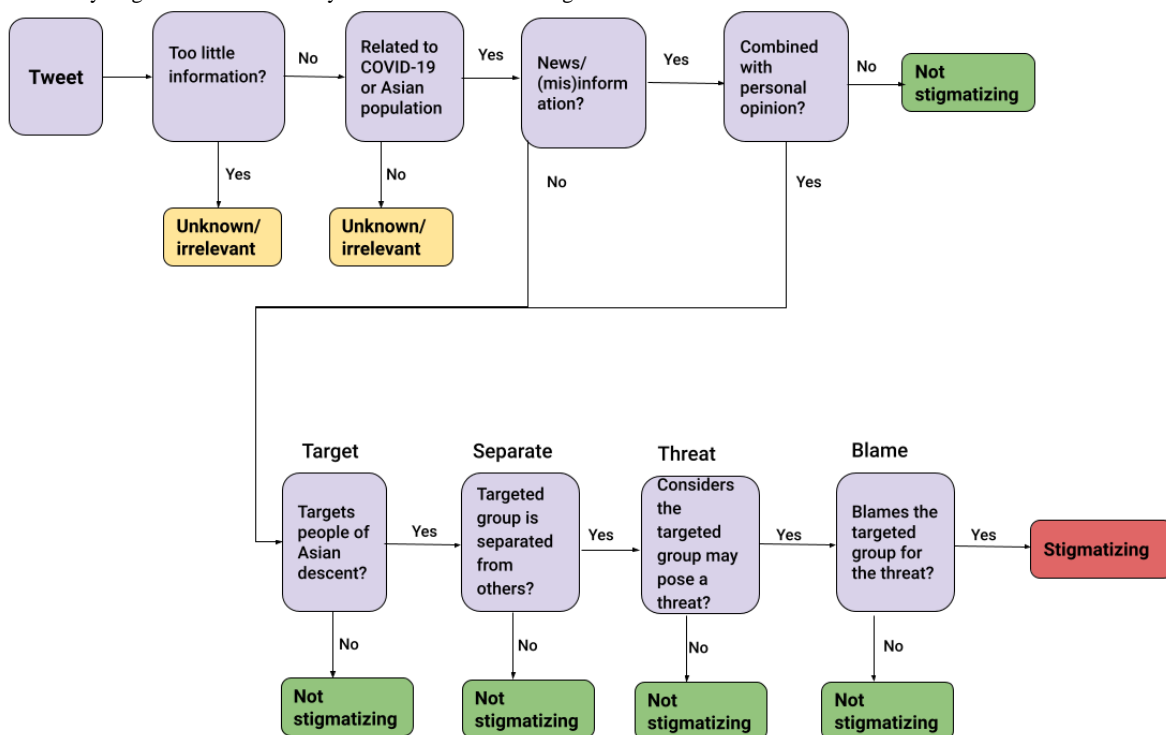 Tweet
Too little
information?
No
Related to
COVID-19
or Asian
population
Yes
News/
(mis)inform
ation?
Yes
Combined
with
personal
opinion?
No
Not
stigmatizing
Yes
Unknown/
irrelevant
No
Unknown/
irrelevant
No
Yes
Target
Targets
people of
Asian
descent?
Yes
Separate
Targeted
group is
separated
from
others?
Yes
Threat
Considers
the
targeted
group may
pose a
threat?
Yes
Blame
Blames the
targeted
group for
the threat?
Yes
Stigmatizing
No
Not
stigmatizing
No
Not
stigmatizing
No
Not
stigmatizing
No
Not
stigmatizing